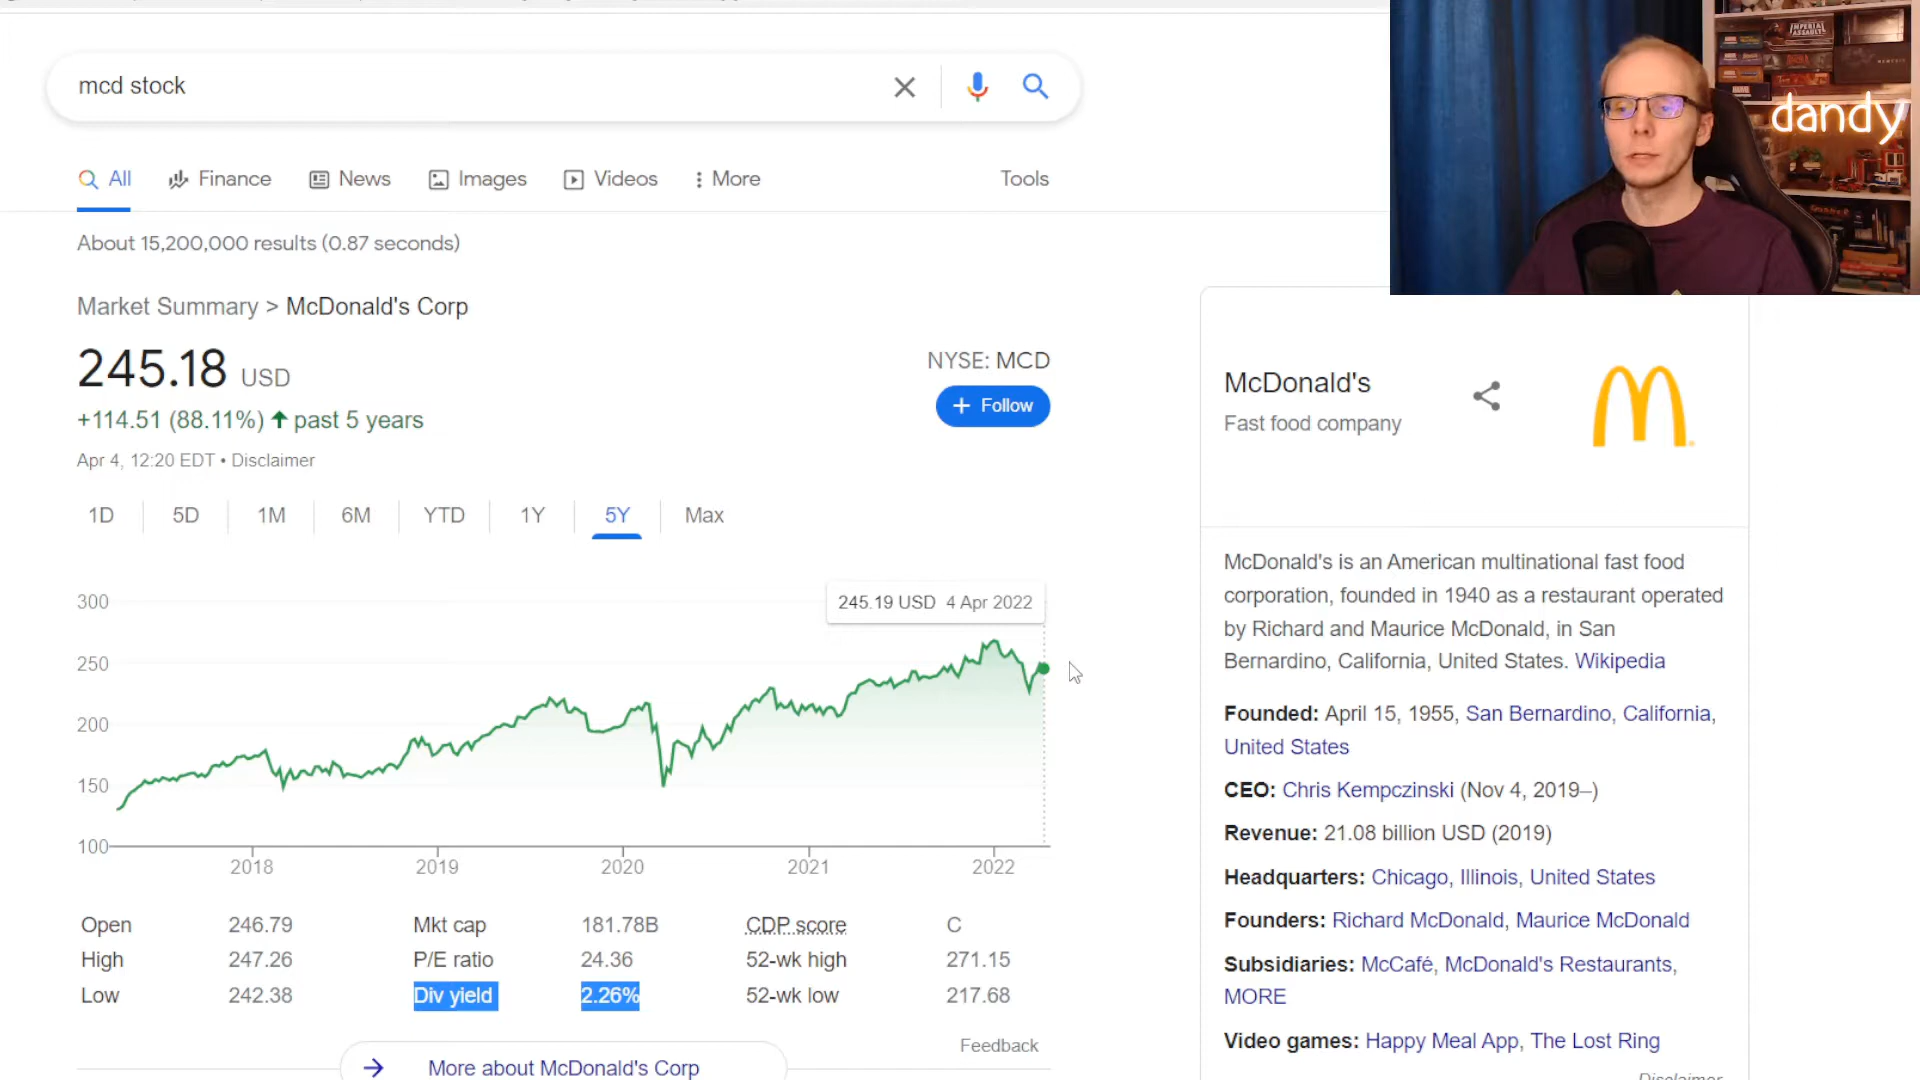 mcd stock
All
Finance
News
Images
Videos
More
Tools
About 15,200,000 results (0.87 seconds)
Market Summary > McDonald's Corp
245.18 USD
+114.51 (88.11%) past 5 years
Apr 4, 12:20 EDT • Disclaimer
NYSE: MCD
+ Follow
1D 5D 1M 6M YTD 1Y 5Y Max
245.19 USD 4 Apr 2022
300
250
200
150
100
2018 2019 2020 2021 2022
Open 246.79 Mkt cap 181.78B CDP score C
High 247.26 P/E ratio 24.36 52-wk high 271.15
Low 242.38 Div yield 2.26% 52-wk low 217.68
Feedback
More about McDonald's Corp
IMPERIAL
ASSAULT
dandy
McDonald's
Fast food company
McDonald's is an American multinational fast food
corporation, founded in 1940 as a restaurant operated
by Richard and Maurice McDonald, in San
Bernardino, California, United States. Wikipedia
Founded: April 15, 1955, San Bernardino, California,
United States
CEO: Chris Kempczinski (Nov 4, 2019–)
Revenue: 21.08 billion USD (2019)
Headquarters: Chicago, Illinois, United States
Founders: Richard McDonald, Maurice McDonald
Subsidiaries: McCafé, McDonald's Restaurants,
MORE
Video games: Happy Meal App, The Lost Ring
Disclaimer